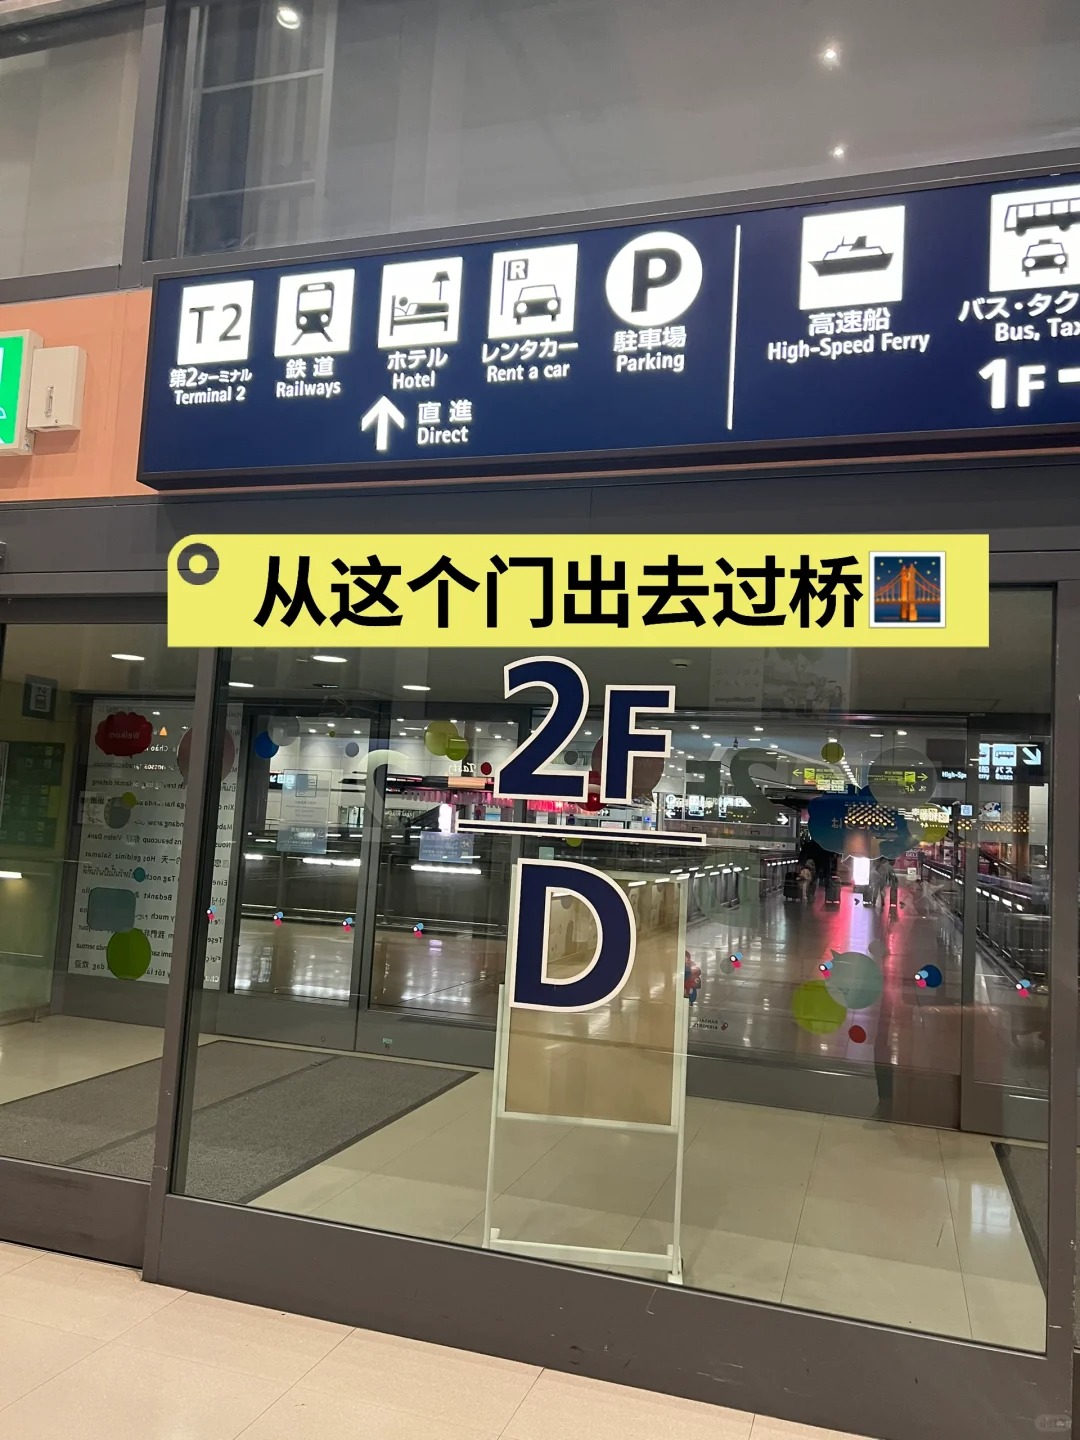 T2
第2ターミナル
Terminal 2
鉄道
Railways
ホテル
Hotel
R
レンタカー
Rent a car
P
駐車場
Parking
直進
Direct
高速船
High-Speed Ferry
バス・タク
Bus, Tax
1F
从这个门出去过桥
2F
D